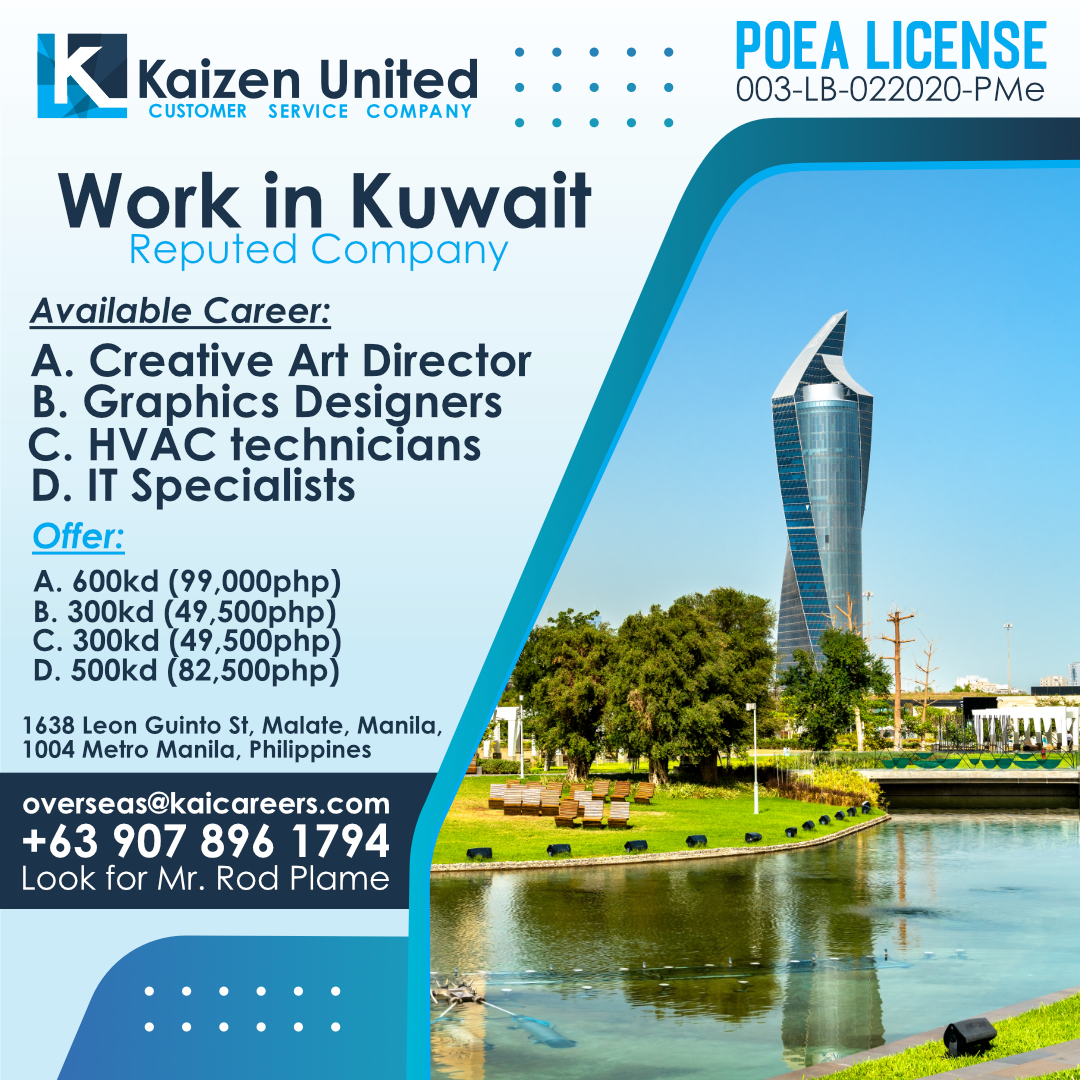 K
Kaizen United
CUSTOMER SERVICE COMPANY
POEA LICENSE
003-LB-022020-PMe
Work in Kuwait
Reputed Company
Available Career:
A. Creative Art Director
B. Graphics Designers
C. HVAC technicians
D. IT Specialists
Offer:
A. 600kd (99,000php)
B. 300kd (49,500php)
C. 300kd (49,500php)
D. 500kd (82,500php)
1638 Leon Guinto St, Malate, Manila,
1004 Metro Manila, Philippines
overseas@kaicareers.com
+63 907 896 1794
Look for Mr. Rod Plame